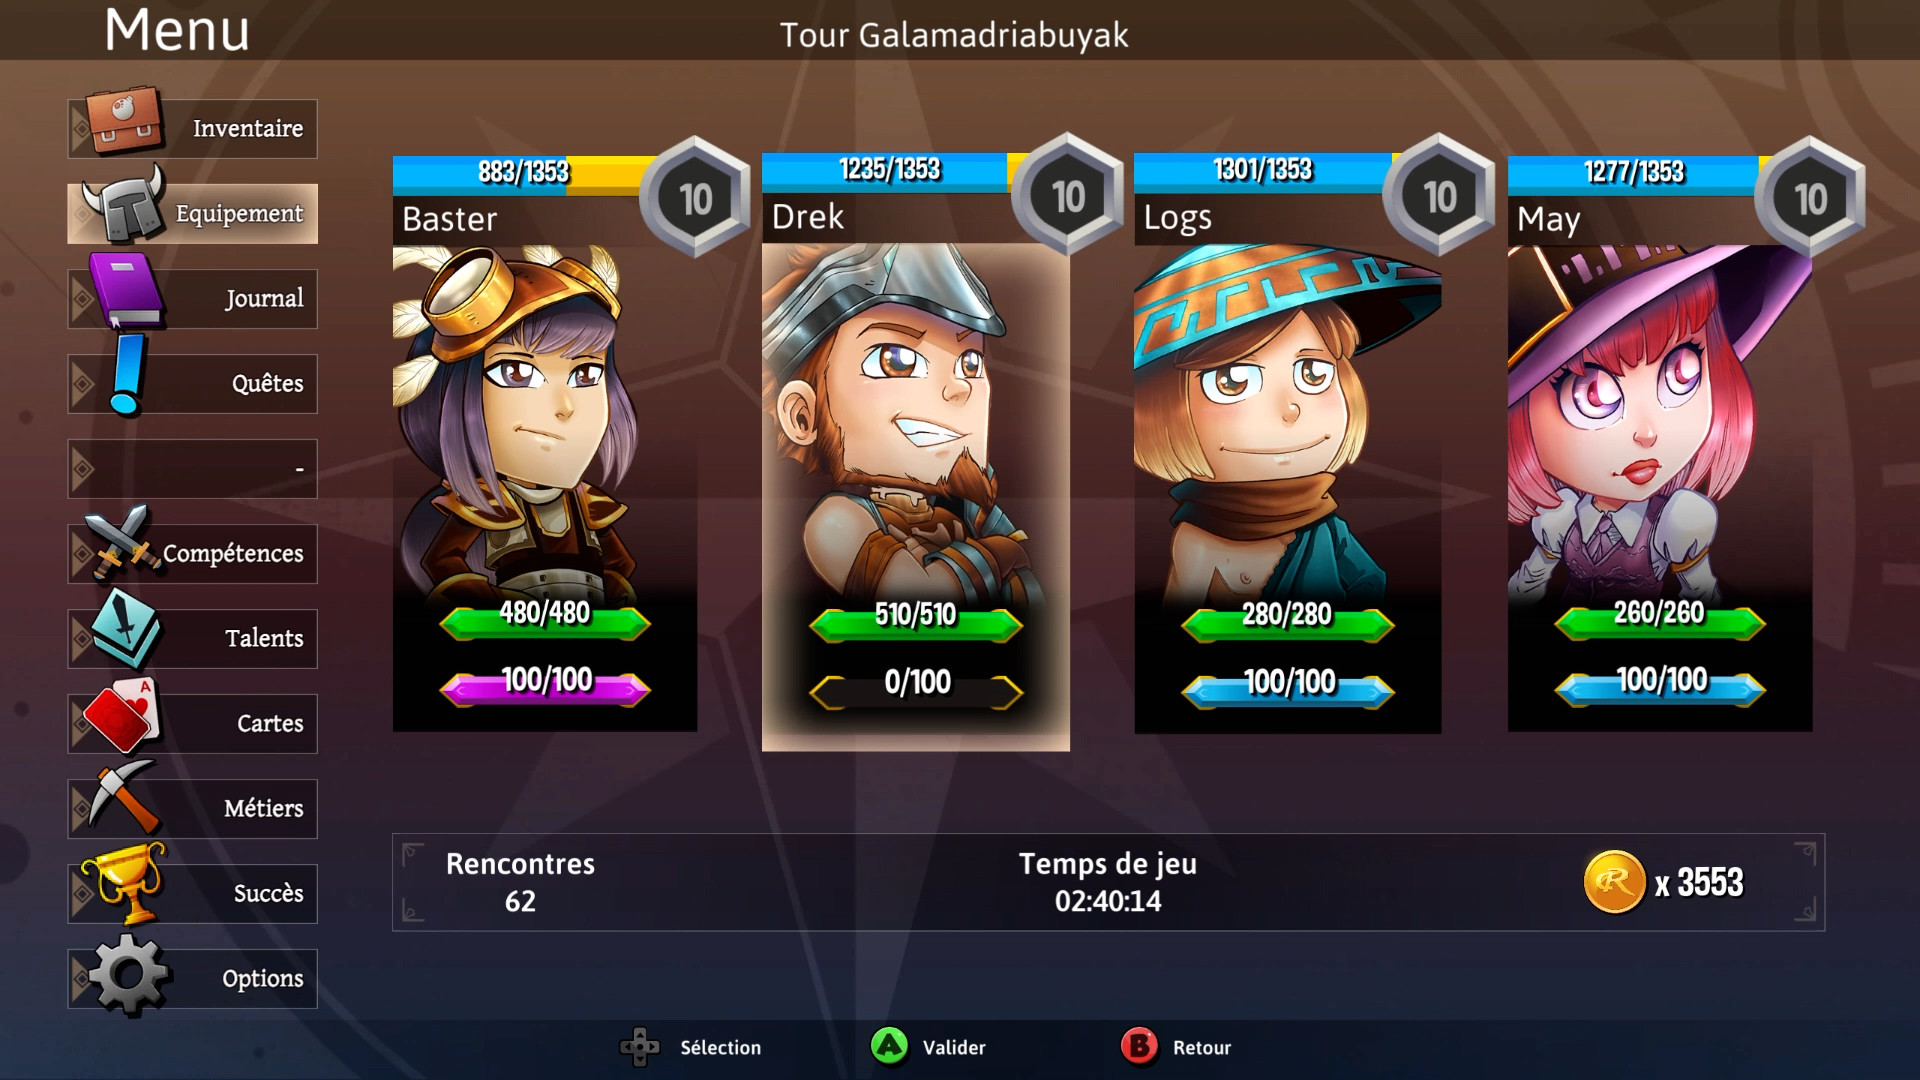 Menu
Tour Galamadriabuyak
Inventaire
Equipement
Journal
Quêtes
-
Compétences
Talents
A
Cartes
Métiers
Succès
Options
883/1353
10
Baster
480/480
100/100
1235/1353
10
Drek
510/510
0/100
1301/1353
10
Logs
280/280
100/100
1277/1353
10
May
260/260
100/100
Rencontres
62
Temps de jeu
02:40:14
R x 3553
Sélection
A Valider
B Retour